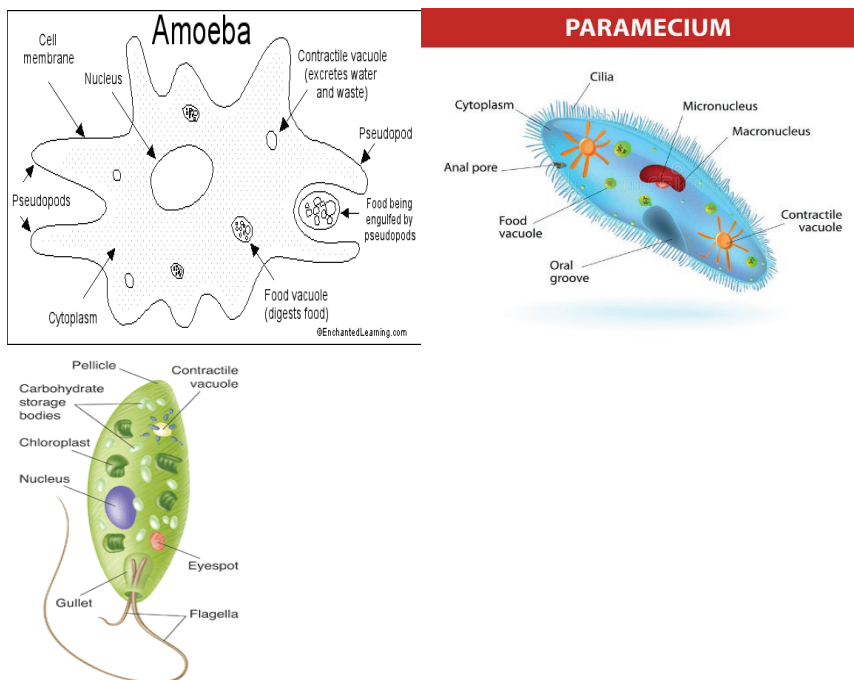 Amoeba
Cell
membrane
Nucleus
Contractile vacuole
(excretes water
and waste)
Pseudopod
Pseudopods
Food being
engulfed by
pseudopods
Cytoplasm
Food vacuole
(digests food)
©EnchantedLearning.com
PARAMECIUM
Cilia
Cytoplasm
Micronucleus
Macronucleus
Anal pore
Food
vacuole
Contractile
vacuole
Oral
groove
Pellicle
Contractile
vacuole
Carbohydrate
storage
bodies
Chloroplast
Nucleus
Eyespot
Gullet
Flagella